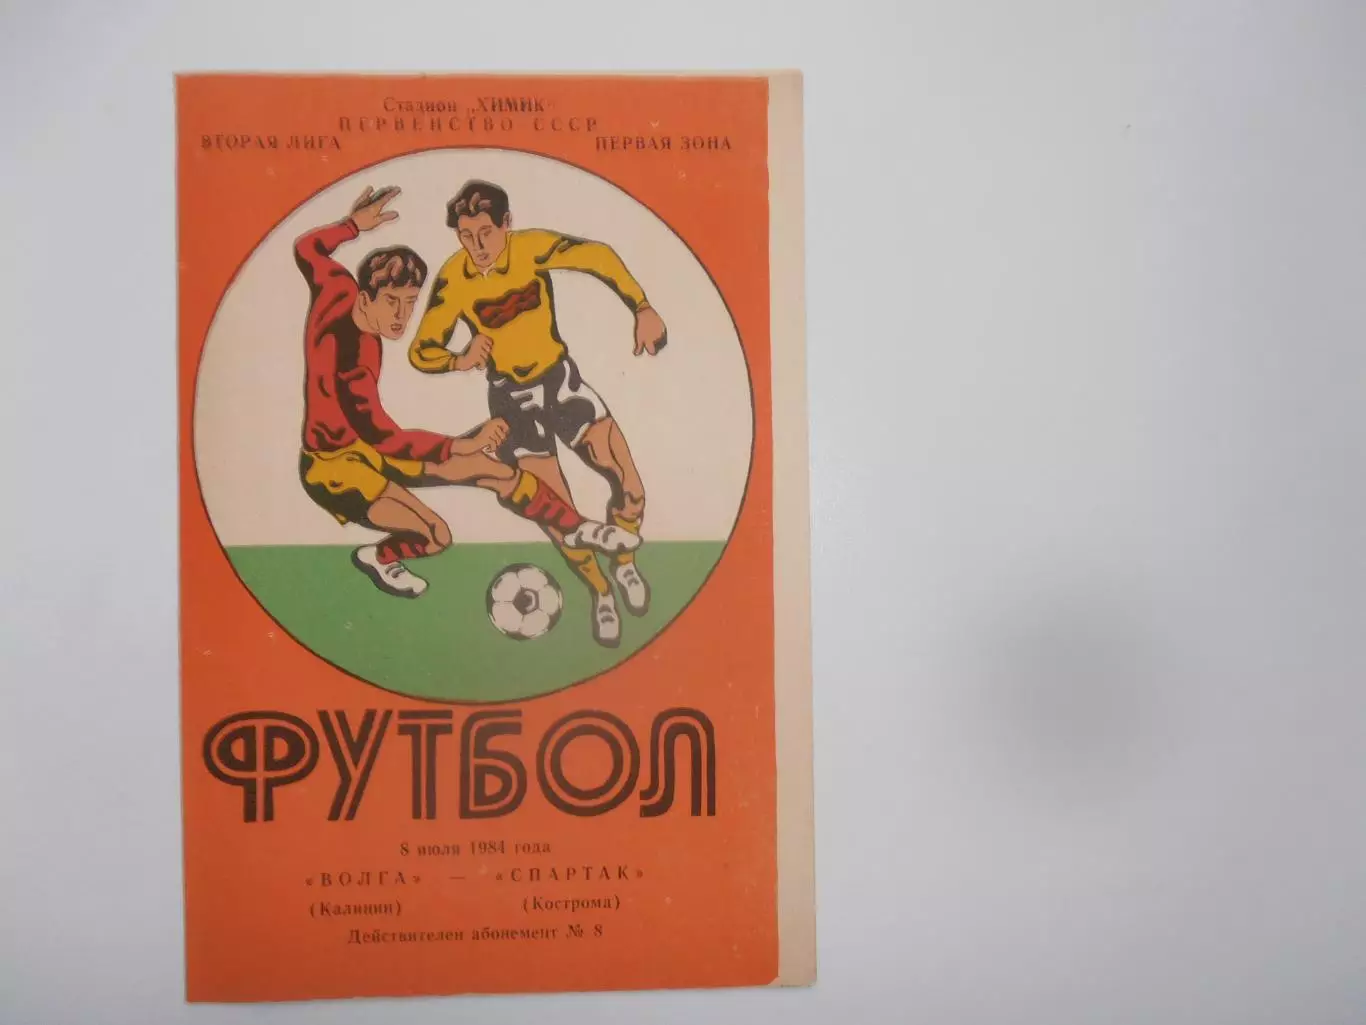 Стадион „ХИМИК“
ПЕРВЕНСТВО СССР
ВТОРАЯ ЛИГА ПЕРВАЯ ЗОНА
ФУТБОЛ
8 июля 1984 года
«ВОЛГА» — «СПАРТАК»
(Калинин) (Кострома)
Действителен абонемент № 8